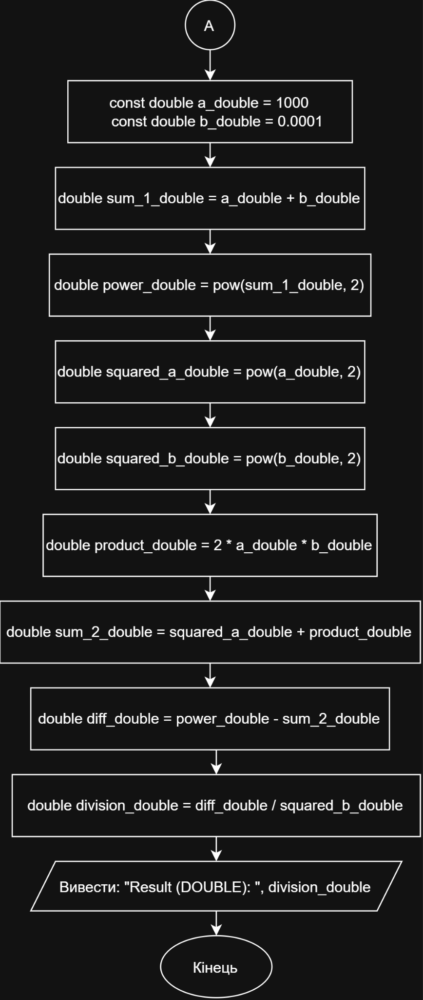 A
const double a_double = 1000
const double b_double = 0.0001
double sum_1_double = a_double + b_double
double power_double = pow(sum_1_double, 2)
double squared_a_double = pow(a_double, 2)
double squared_b_double = pow(b_double, 2)
double product_double = 2 * a_double * b_double
double sum_2_double = squared_a_double + product_double
double diff_double = power_double - sum_2_double
double division_double = diff_double / squared_b_double
Вивести: "Result (DOUBLE): ", division_double
Кінець